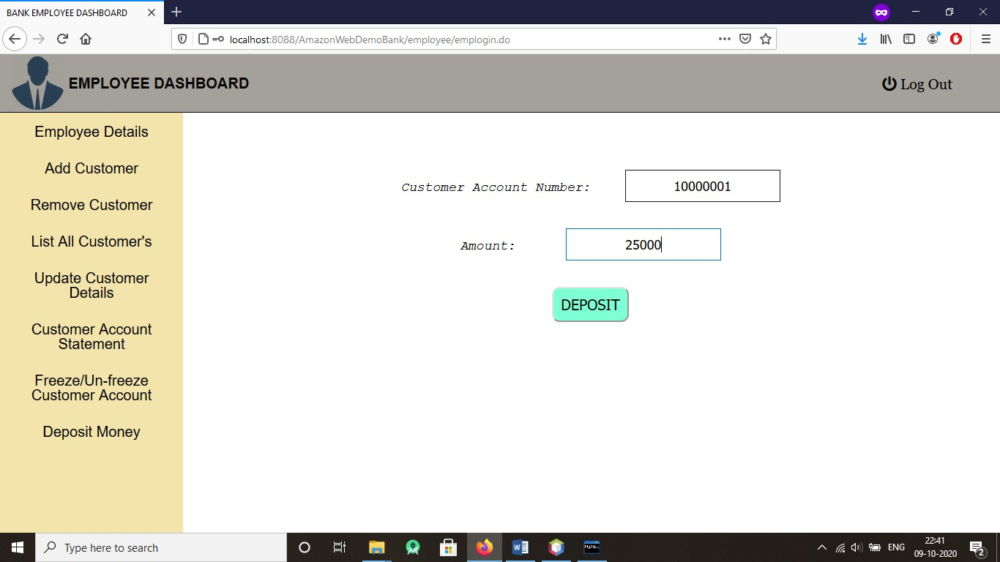 BANK EMPLOYEE DASHBOARD
localhost:8088/AmazonWebDemoBank/employee/emplogin.do
EMPLOYEE DASHBOARD
Log Out
Employee Details
Add Customer
Remove Customer
List All Customer's
Update Customer
Details
Customer Account
Statement
Freeze/Un-freeze
Customer Account
Deposit Money
Customer Account Number: 10000001
Amount: 25000
DEPOSIT
Type here to search
MySQL
ENG
22:41
09-10-2020
2